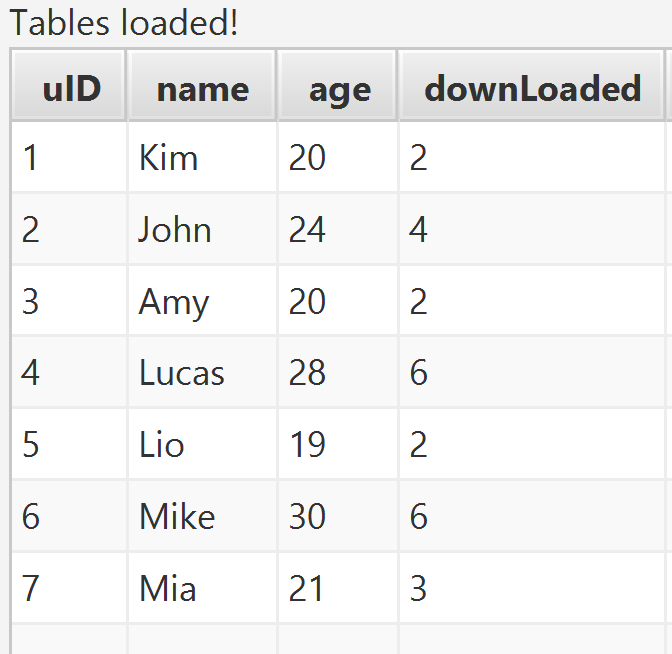 Tables loaded!
uID name age downLoaded
1 Kim 20 2
2 John 24 4
3 Amy 20 2
4 Lucas 28 6
5 Lio 19 2
6 Mike 30 6
7 Mia 21 3